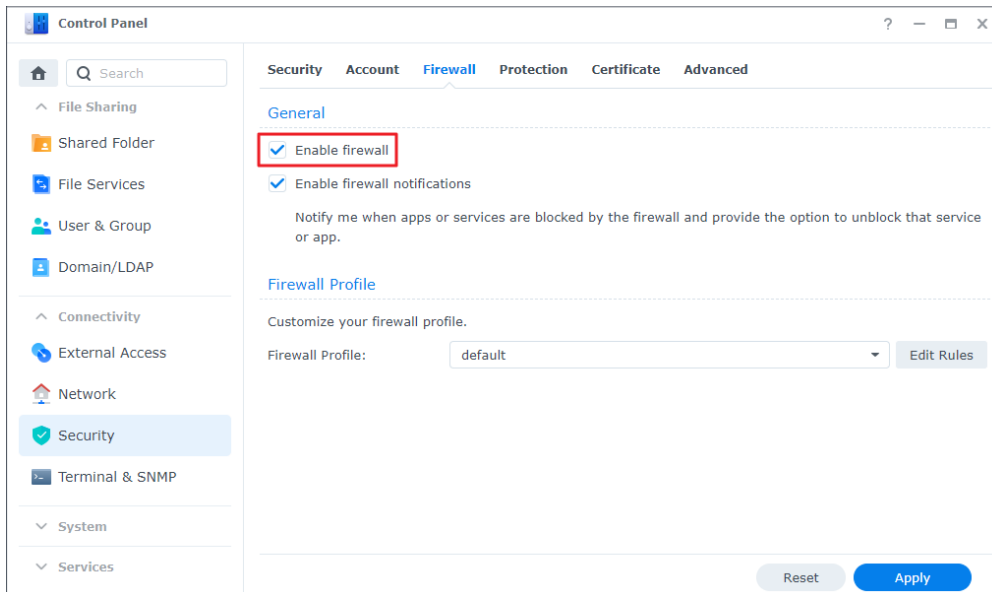 Control Panel
?
Search
File Sharing
Shared Folder
File Services
User & Group
Domain/LDAP
Connectivity
External Access
Network
Security
Terminal & SNMP
System
Services
Security Account Firewall Protection Certificate Advanced
General
Enable firewall
Enable firewall notifications
Notify me when apps or services are blocked by the firewall and provide the option to unblock that service
or app.
Firewall Profile
Customize your firewall profile.
Firewall Profile: default Edit Rules
Reset Apply